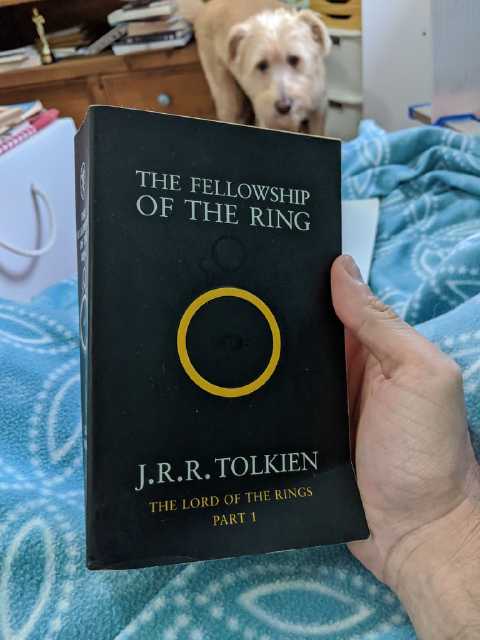 THE FELLOWSHIP
OF THE RING
J.R.R. TOLKIEN
THE LORD OF THE RINGS
PART 1